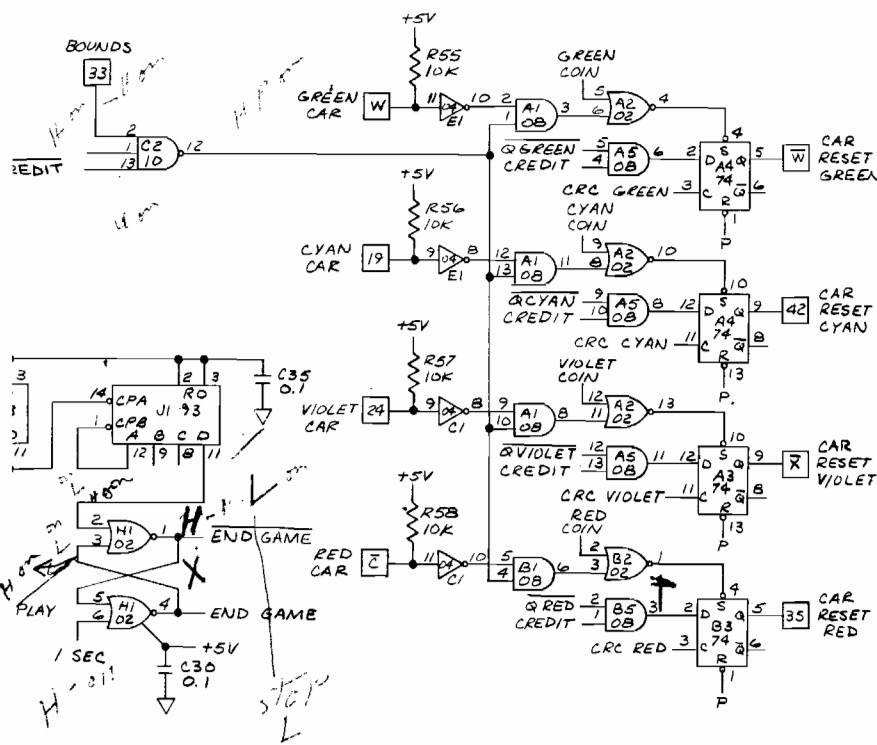 BOUNDS
33
2
1
13
C2
10
12
REDIT
+5V
R55
10K
GREEN
CAR
W
11
04
E1
10
2
1
A1
08
3
GREEN
COIN
5
6
A2
02
4
QGREEN
CREDIT
5
4
A5
08
6
CRC GREEN
2
3
4
D S Q
A4
74
C R Q
5
6
1
P
W
CAR
RESET
GREEN
+5V
R56
10K
CYAN
CAR
19
9
04
E1
8
12
13
A1
08
11
CYAN
COIN
9
8
A2
02
10
QCYAN
CREDIT
9
10
A5
08
8
CRC CYAN
12
11
10
D S Q
A4
74
C R Q
9
8
13
P
42
CAR
RESET
CYAN
+5V
R57
10K
VIOLET
CAR
24
9
04
C1
8
9
10
A1
08
8
VIOLET
COIN
12
11
A2
02
13
QVIOLET
CREDIT
12
13
A5
08
11
CRC VIOLET
12
11
10
D S Q
A3
74
C R Q
9
8
13
P
X
CAR
RESET
VIOLET
+5V
R58
10K
RED
CAR
C
11
04
C1
10
5
4
B1
08
6
RED
COIN
2
3
B2
02
1
QRED
CREDIT
2
1
B5
08
3
CRC RED
2
3
4
D S Q
B3
74
C R Q
5
6
1
P
35
CAR
RESET
RED
3
3
0
11
14
1
CPA
CPB
2 3
RO
J1 93
A B C D
12 9 8 11
C35
0.1
2
3
H1
02
1
H
END GAME
X
PLAY
5
6
H1
02
4
END GAME
1 SEC
+5V
C30
0.1
L